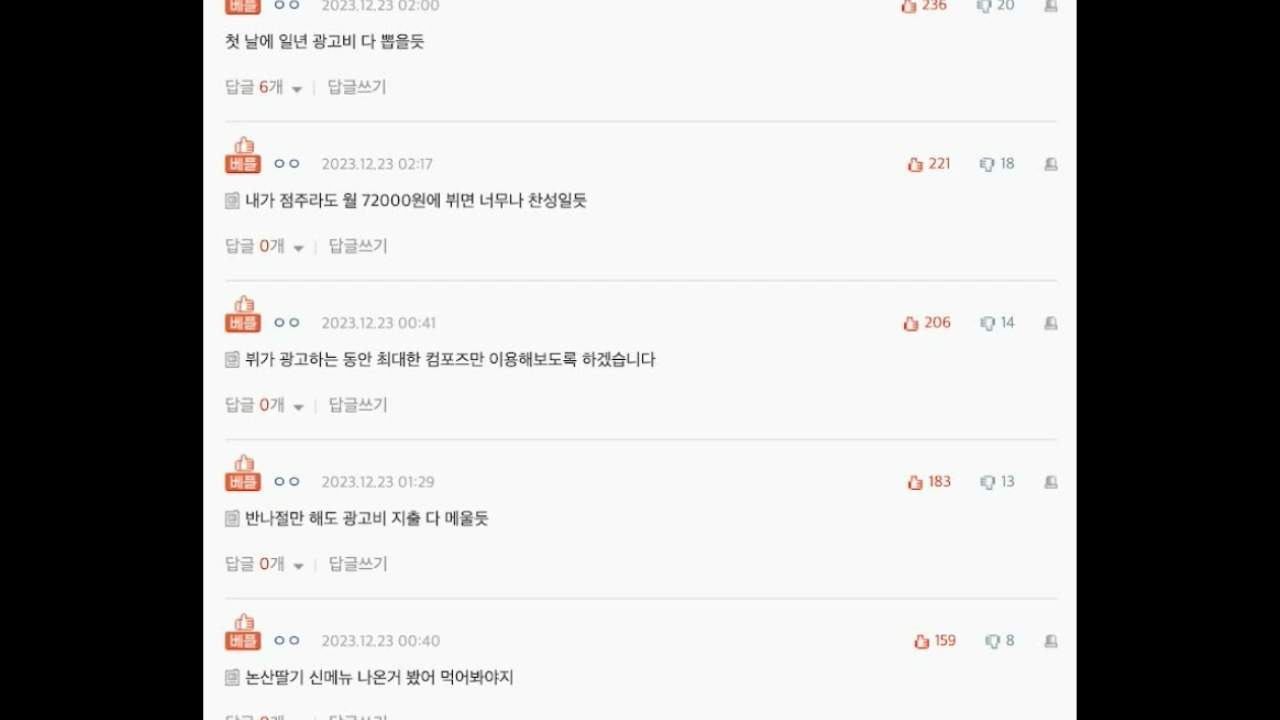 베플 ㅇㅇ 2023.12.23 02:00 236 20
첫 날에 일년 광고비 다 뽑을듯
답글 6개 답글쓰기
베플 ㅇㅇ 2023.12.23 02:17 221 18
내가 점주라도 월 72000원에 뷔면 너무나 찬성일듯
답글 0개 답글쓰기
베플 ㅇㅇ 2023.12.23 00:41 206 14
뷔가 광고하는 동안 최대한 컴포즈만 이용해보도록 하겠습니다
답글 0개 답글쓰기
베플 ㅇㅇ 2023.12.23 01:29 183 13
반나절만 해도 광고비 지출 다 메울듯
답글 0개 답글쓰기
베플 ㅇㅇ 2023.12.23 00:40 159 8
논산딸기 신메뉴 나온거 봤어 먹어봐야지
답글 0개 답글쓰기